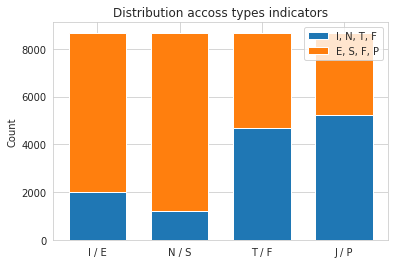 Distribution accoss types indicators
I, N, T, F
E, S, F, P
8000
6000
4000
2000
0
Count
I / E
N / S
T / F
J / P